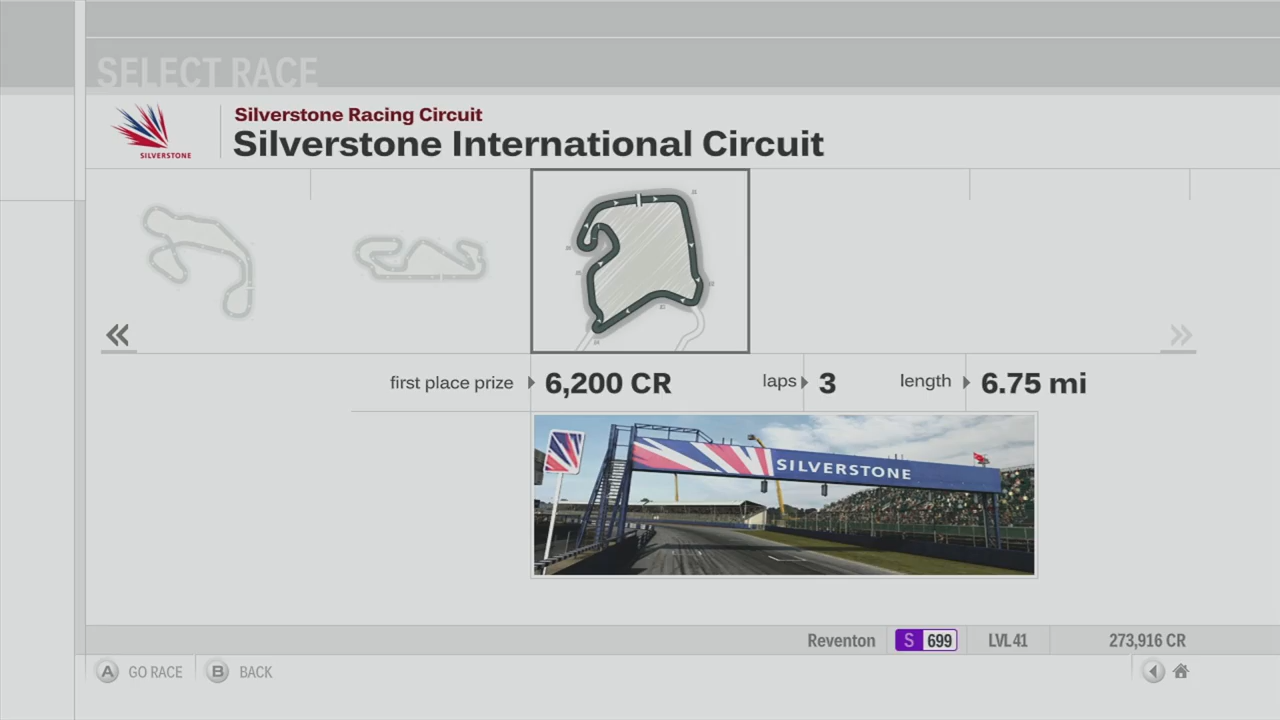 SELECT RACE
SILVERSTONE
Silverstone Racing Circuit
Silverstone International Circuit
first place prize
6,200 CR
laps
3
length
6.75 mi
SILVERSTONE
Reventon
S 699
LVL 41
273,916 CR
A GO RACE
B BACK